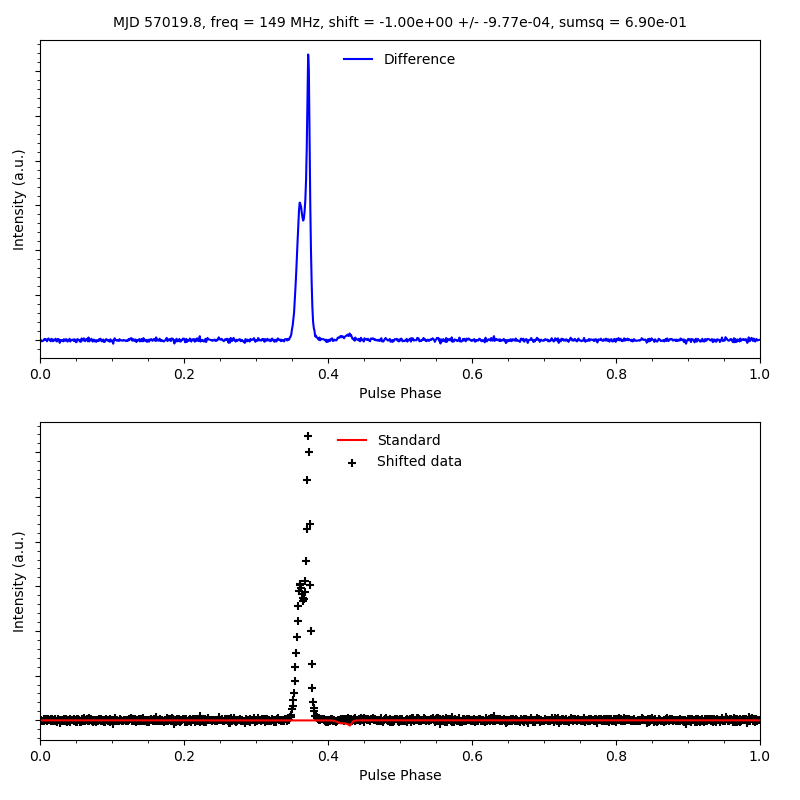 MJD 57019.8, freq = 149 MHz, shift = -1.00e+00 +/- -9.77e-04, sumsq = 6.90e-01
Difference
Intensity (a.u.)
0.0 0.2 0.4 0.6 0.8 1.0
Pulse Phase
Standard
Shifted data
Intensity (a.u.)
0.0 0.2 0.4 0.6 0.8 1.0
Pulse Phase